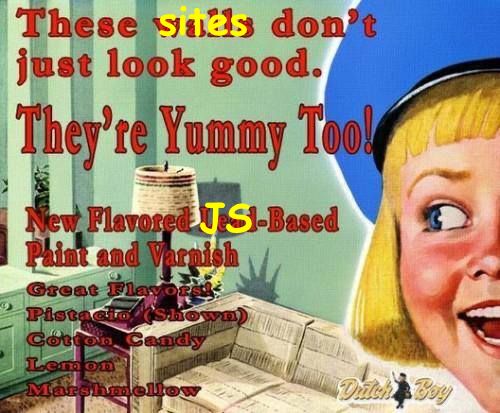 These sites don't
just look good.
They're Yummy Too!
New Flavored JS-Based
Paint and Varnish
Great Flavors!
Pistacio (Shown)
Cotton Candy
Lemon
Marshmellow
Dutch Boy